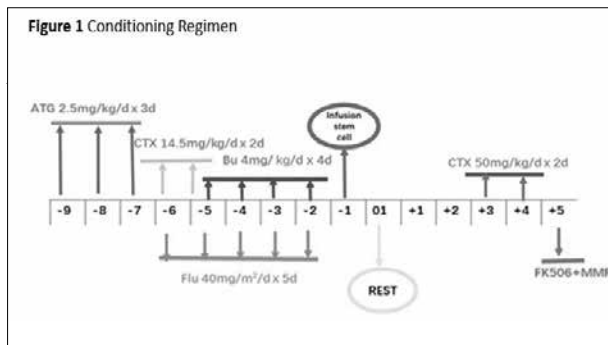 Figure 1 Conditioning Regimen
ATG 2.5mg/kg/d x 3d
CTX 14.5mg/kg/d x 2d
Bu 4mg/ kg/d x 4d
Infusion
stem
cell
CTX 50mg/kg/d x 2d
-9 -8 -7 -6 -5 -4 -3 -2 -1 01 +1 +2 +3 +4 +5
Flu 40mg/m²/d x 5d
REST
FK506+MMF